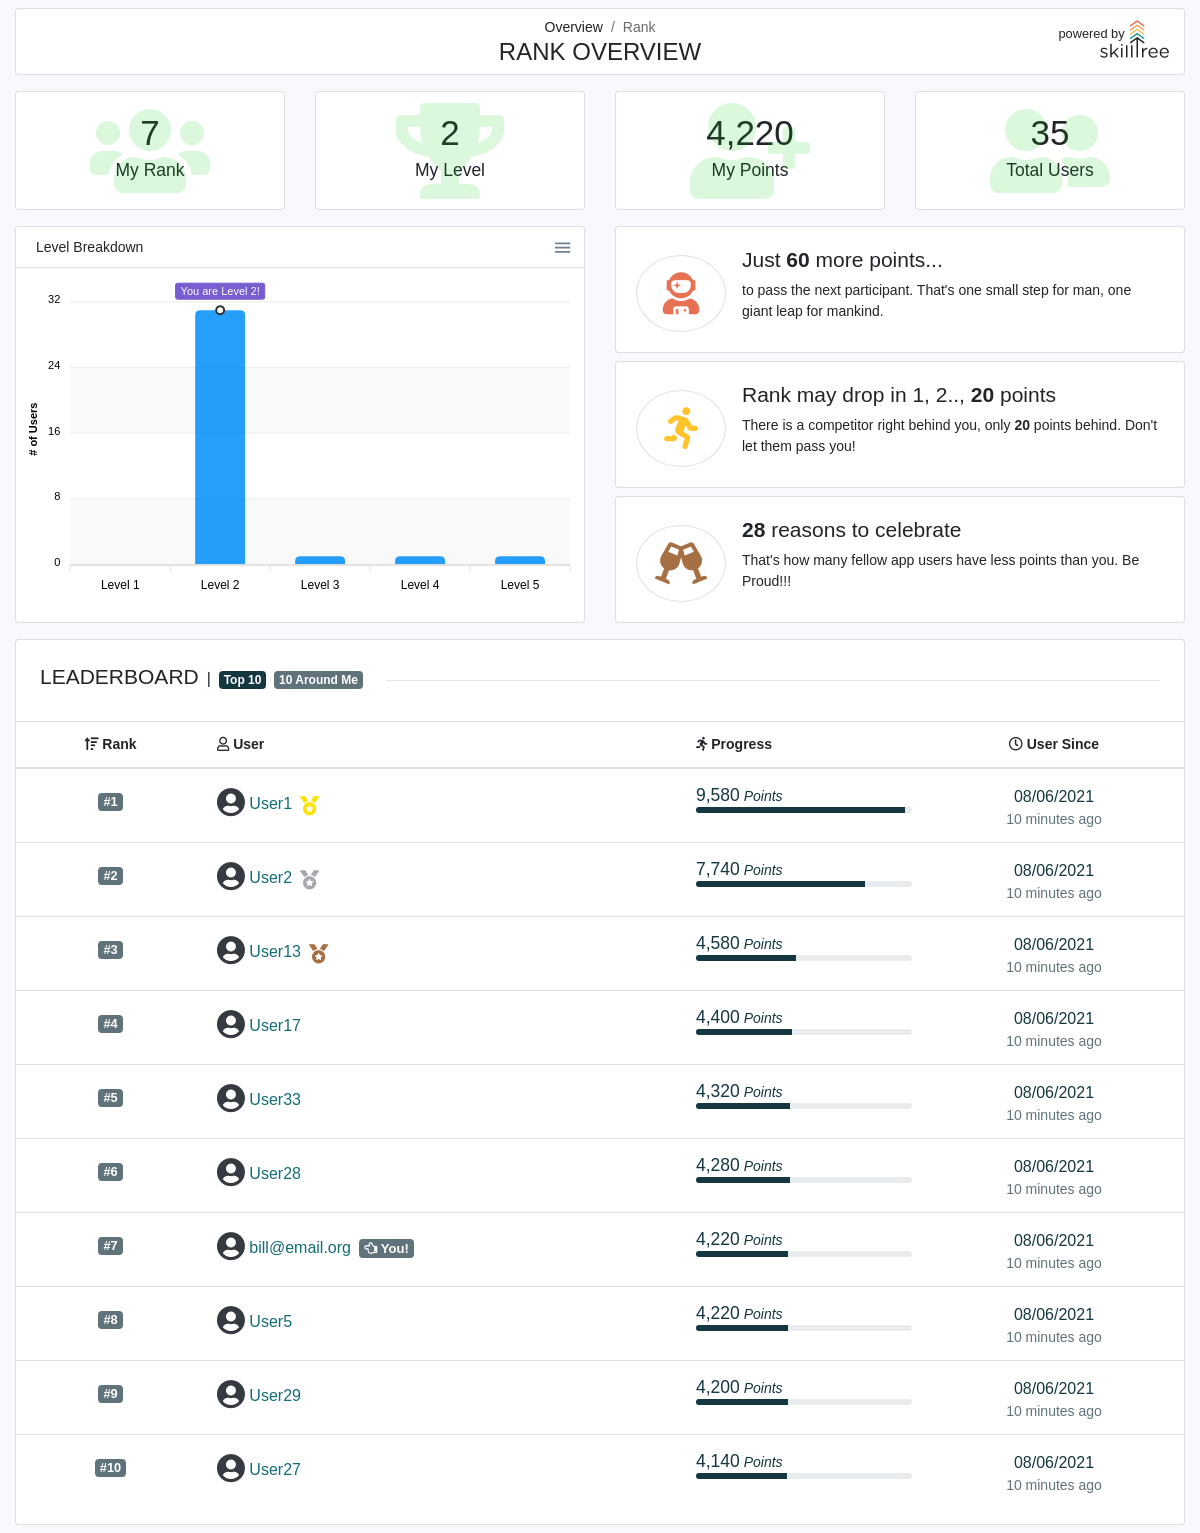 Overview / Rank
RANK OVERVIEW
powered by
skilltree
7
My Rank
2
My Level
4,220
My Points
35
Total Users
Level Breakdown
You are Level 2!
32
24
16
8
0
# of Users
Level 1 Level 2 Level 3 Level 4 Level 5
Just 60 more points...
to pass the next participant. That's one small step for man, one
giant leap for mankind.
Rank may drop in 1, 2.., 20 points
There is a competitor right behind you, only 20 points behind. Don't
let them pass you!
28 reasons to celebrate
That's how many fellow app users have less points than you. Be
Proud!!!
LEADERBOARD | Top 10 10 Around Me
Rank User Progress User Since
#1 User1 9,580 Points 08/06/2021
10 minutes ago
#2 User2 7,740 Points 08/06/2021
10 minutes ago
#3 User13 4,580 Points 08/06/2021
10 minutes ago
#4 User17 4,400 Points 08/06/2021
10 minutes ago
#5 User33 4,320 Points 08/06/2021
10 minutes ago
#6 User28 4,280 Points 08/06/2021
10 minutes ago
#7 bill@email.org You! 4,220 Points 08/06/2021
10 minutes ago
#8 User5 4,220 Points 08/06/2021
10 minutes ago
#9 User29 4,200 Points 08/06/2021
10 minutes ago
#10 User27 4,140 Points 08/06/2021
10 minutes ago